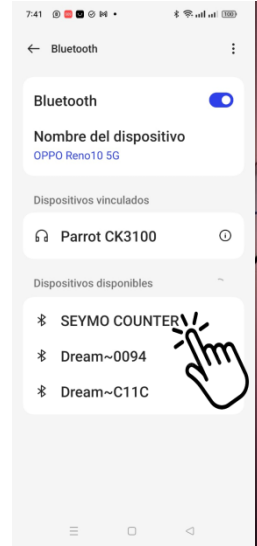 7:41
Bluetooth
Bluetooth
Nombre del dispositivo
OPPO Reno10 5G
Dispositivos vinculados
Parrot CK3100
Dispositivos disponibles
SEYMO COUNTER
Dream~0094
Dream~C11C